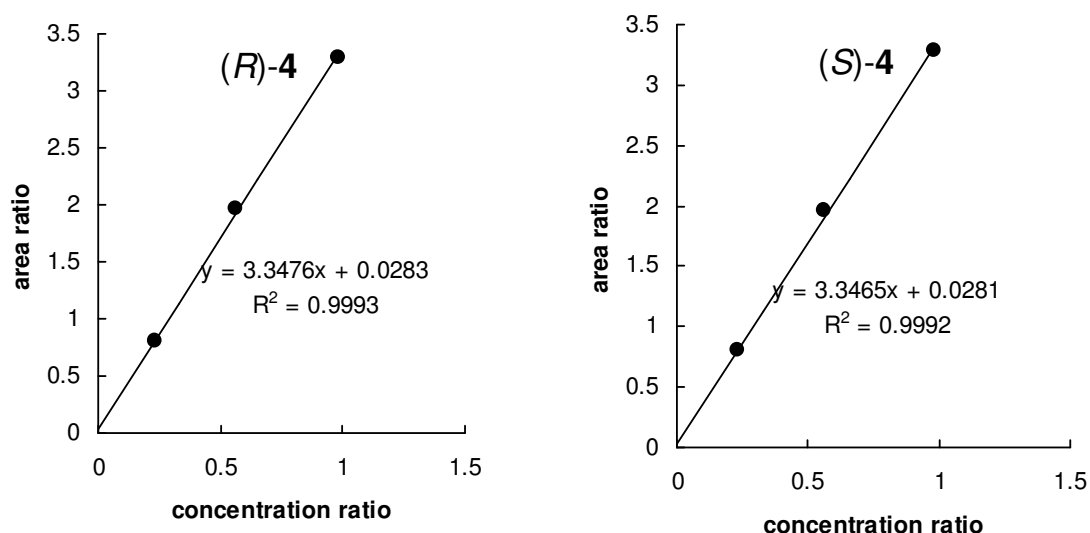 (R)-4
3.5
3
2.5
2
1.5
1
0.5
0
area ratio
y = 3.3476x + 0.0283
R² = 0.9993
0 0.5 1 1.5
concentration ratio
(S)-4
3.5
3
2.5
2
1.5
1
0.5
0
area ratio
y = 3.3465x + 0.0281
R² = 0.9992
0 0.5 1 1.5
concentration ratio